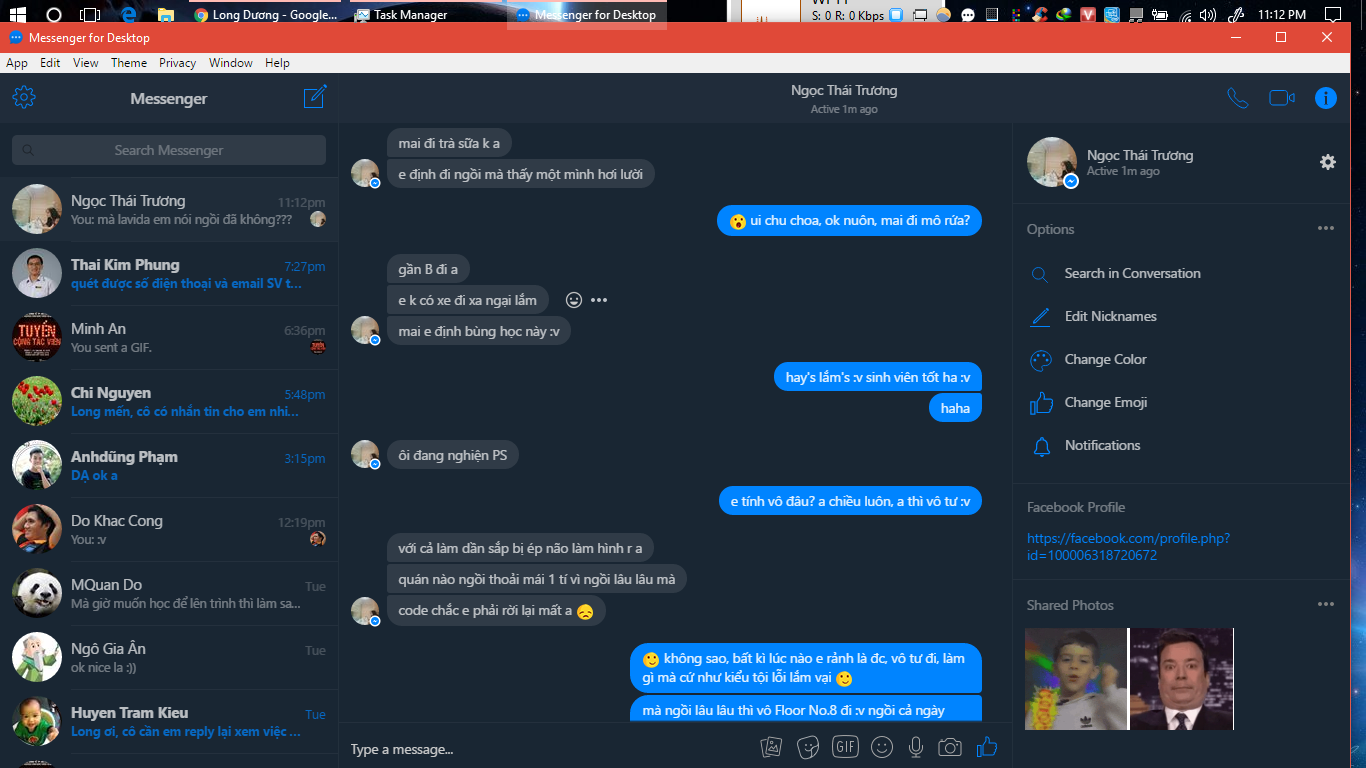 Long Dương - Google...
Task Manager
Messenger for Desktop
S: 0 R: 0 Kbps
11:12 PM
Messenger for Desktop
App Edit View Theme Privacy Window Help
Messenger
Search Messenger
Ngọc Thái Trương
11:12pm
You: mà lavida em nói ngồi đã không???
Thai Kim Phung
7:27pm
quét được số điện thoại và email SV t...
TUYỂN
CỘNG TÁC VIÊN
Minh An
6:36pm
You sent a GIF.
Chi Nguyen
5:48pm
Long mến, cô có nhắn tin cho em nhi...
Anhdũng Phạm
3:15pm
DẠ ok a
Do Khac Cong
12:19pm
You: :v
MQuan Do
Tue
Mà giờ muốn học để lên trình thì làm sa...
Ngô Gia Ân
Tue
ok nice la :))
Huyen Tram Kieu
Tue
Long ơi, cô cần em reply lại xem việc ...
Ngọc Thái Trương
Active 1m ago
mai đi trà sữa k a
e định đi ngồi mà thấy một mình hơi lười
😮 ui chu choa, ok nuôn, mai đi mô rứa?
gần B đi a
e k có xe đi xa ngại lắm
mai e định bùng học này :v
hay's lắm's :v sinh viên tốt ha :v
haha
ôi đang nghiện PS
e tính vô đâu? a chiều luôn, a thì vô tư :v
với cả làm dần sắp bị ép não làm hình r a
quán nào ngồi thoải mái 1 tí vì ngồi lâu lâu mà
code chắc e phải rời lại mất a 😞
🙂 không sao, bất kì lúc nào e rảnh là đc, vô tư đi, làm
gì mà cứ như kiểu tội lỗi lắm vại 🙂
mà ngồi lâu lâu thì vô Floor No.8 đi :v ngồi cả ngày
Type a message...
GIF
Ngọc Thái Trương
Active 1m ago
Options
Search in Conversation
Edit Nicknames
Change Color
Change Emoji
Notifications
Facebook Profile
https://facebook.com/profile.php?
id=100006318720672
Shared Photos